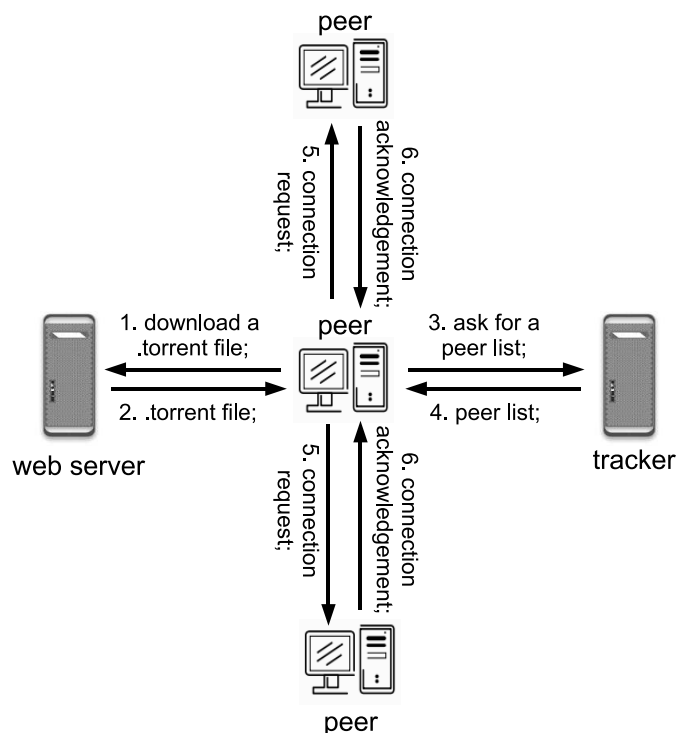 peer
5. connection
request;
6. connection
acknowledgement;
1. download a
.torrent file;
peer
3. ask for a
peer list;
2. .torrent file;
4. peer list;
web server
tracker
5. connection
request;
6. connection
acknowledgement;
peer